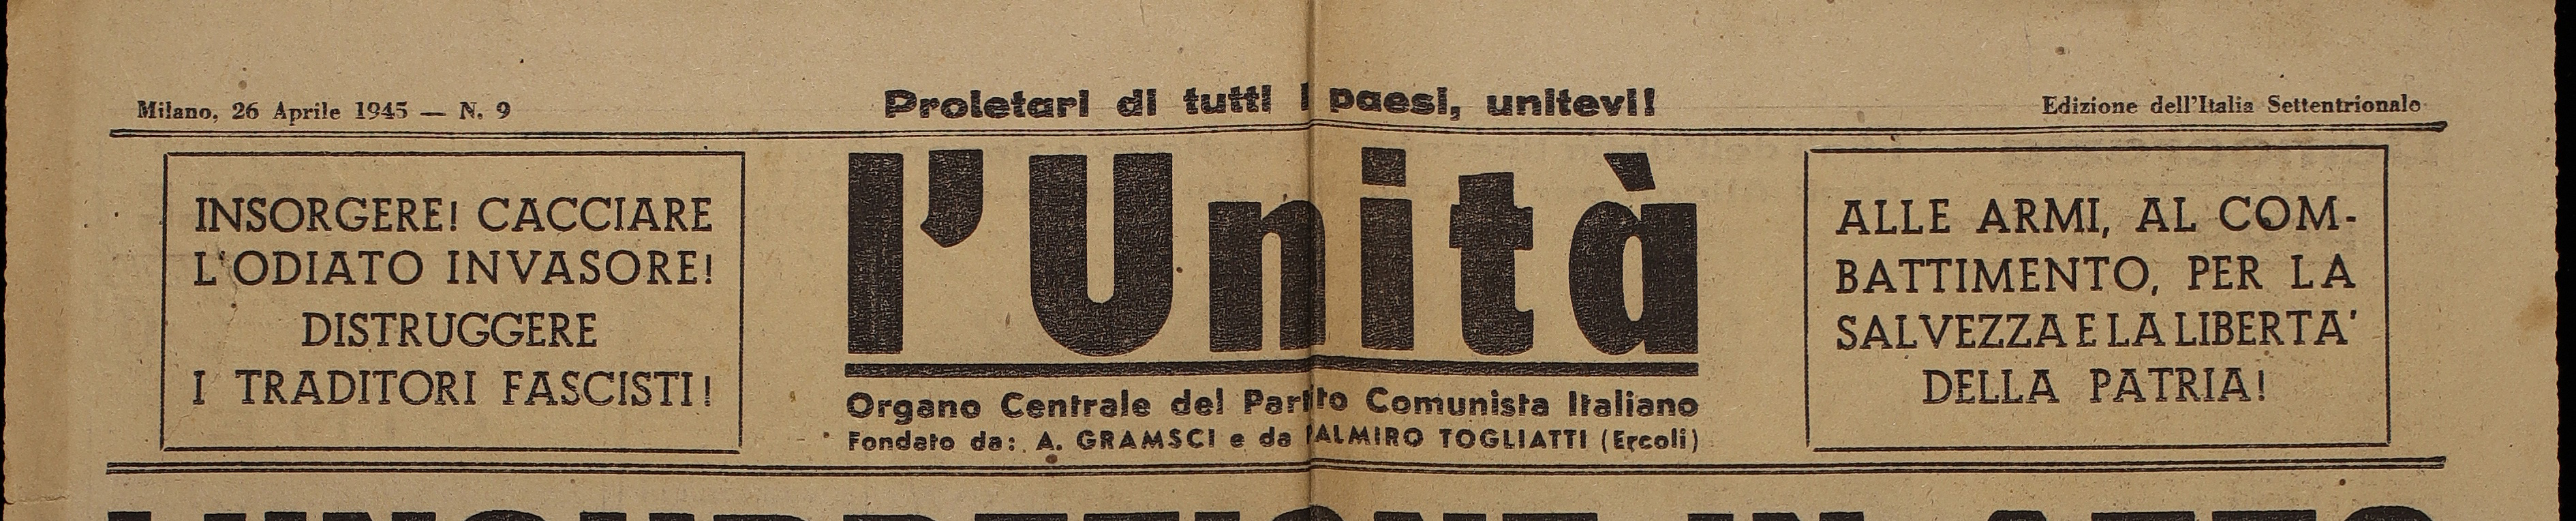 Milano, 26 Aprile 1945 — N. 9
Proletari di tutti i paesi, unitevi!
Edizione dell'Italia Settentrionale
INSORGERE! CACCIARE
L'ODIATO INVASORE!
DISTRUGGERE
I TRADITORI FASCISTI!
l'Unità
Organo Centrale del Partito Comunista Italiano
Fondato da: A. GRAMSCI e da PALMIRO TOGLIATTI (Ercoli)
ALLE ARMI, AL COM-
BATTIMENTO, PER LA
SALVEZZA E LA LIBERTA'
DELLA PATRIA!